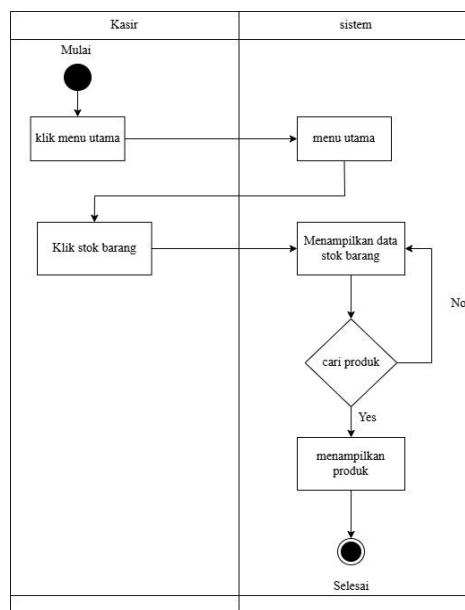 Kasir
sistem
Mulai
klik menu utama
menu utama
Klik stok barang
Menampilkan data
stok barang
No
cari produk
Yes
menampilkan
produk
Selesai